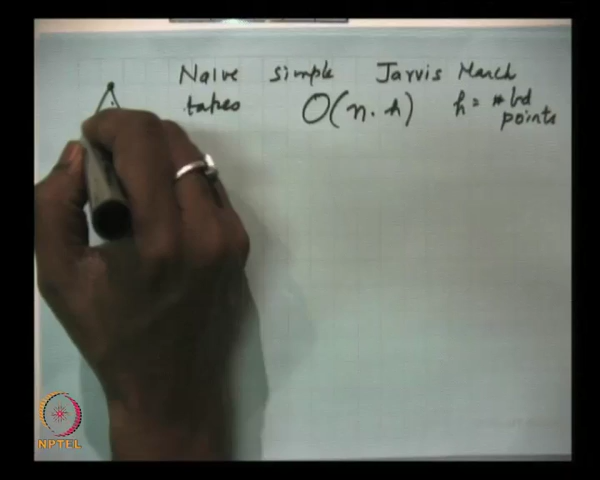 Naive simple Jarvis March
takes O(n.h) h = # bd
points
NPTEL